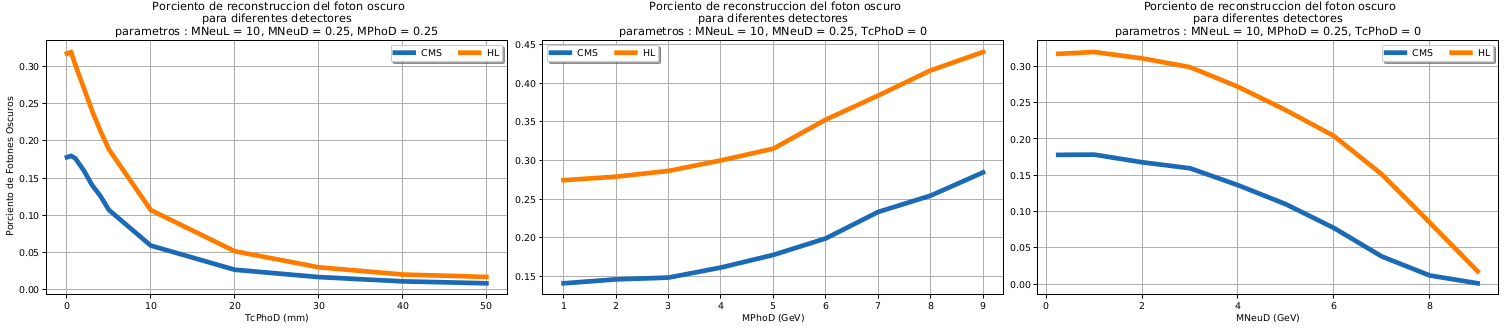 Porciento de reconstruccion del foton oscuro
para diferentes detectores
parametros : MNeuL = 10, MNeuD = 0.25, MPhoD = 0.25
CMS HL
Porciento de Fotones Oscuros
0.30
0.25
0.20
0.15
0.10
0.05
0.00
0 10 20 30 40 50
TcPhoD (mm)
Porciento de reconstruccion del foton oscuro
para diferentes detectores
parametros : MNeuL = 10, MNeuD = 0.25, TcPhoD = 0
CMS HL
0.45
0.40
0.35
0.30
0.25
0.20
0.15
1 2 3 4 5 6 7 8 9
MPhoD (GeV)
Porciento de reconstruccion del foton oscuro
para diferentes detectores
parametros : MNeuL = 10, MPhoD = 0.25, TcPhoD = 0
CMS HL
0.30
0.25
0.20
0.15
0.10
0.05
0.00
0 2 4 6 8
MNeuD (GeV)